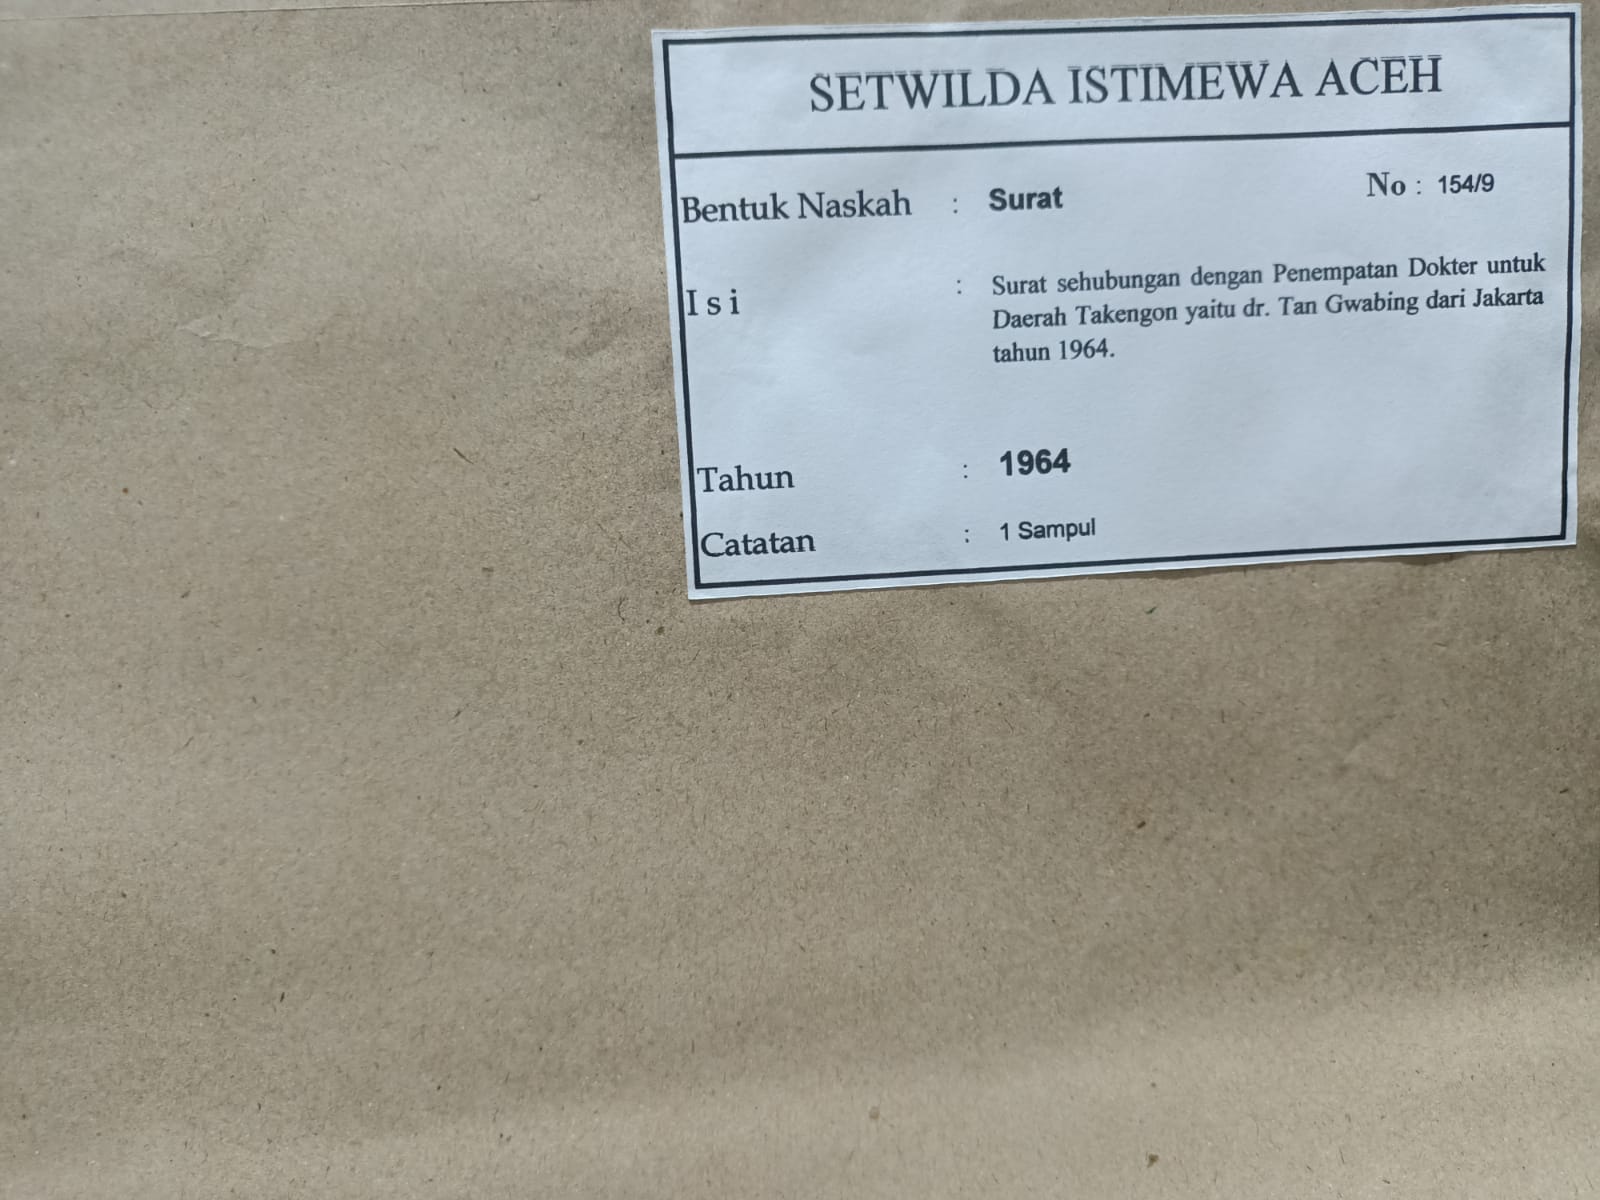 SETWILDA ISTIMEWA ACEH
Bentuk Naskah : Surat No : 154/9
I s i : Surat sehubungan dengan Penempatan Dokter untuk
Daerah Takengon yaitu dr. Tan Gwabing dari Jakarta
tahun 1964.
Tahun : 1964
Catatan : 1 Sampul